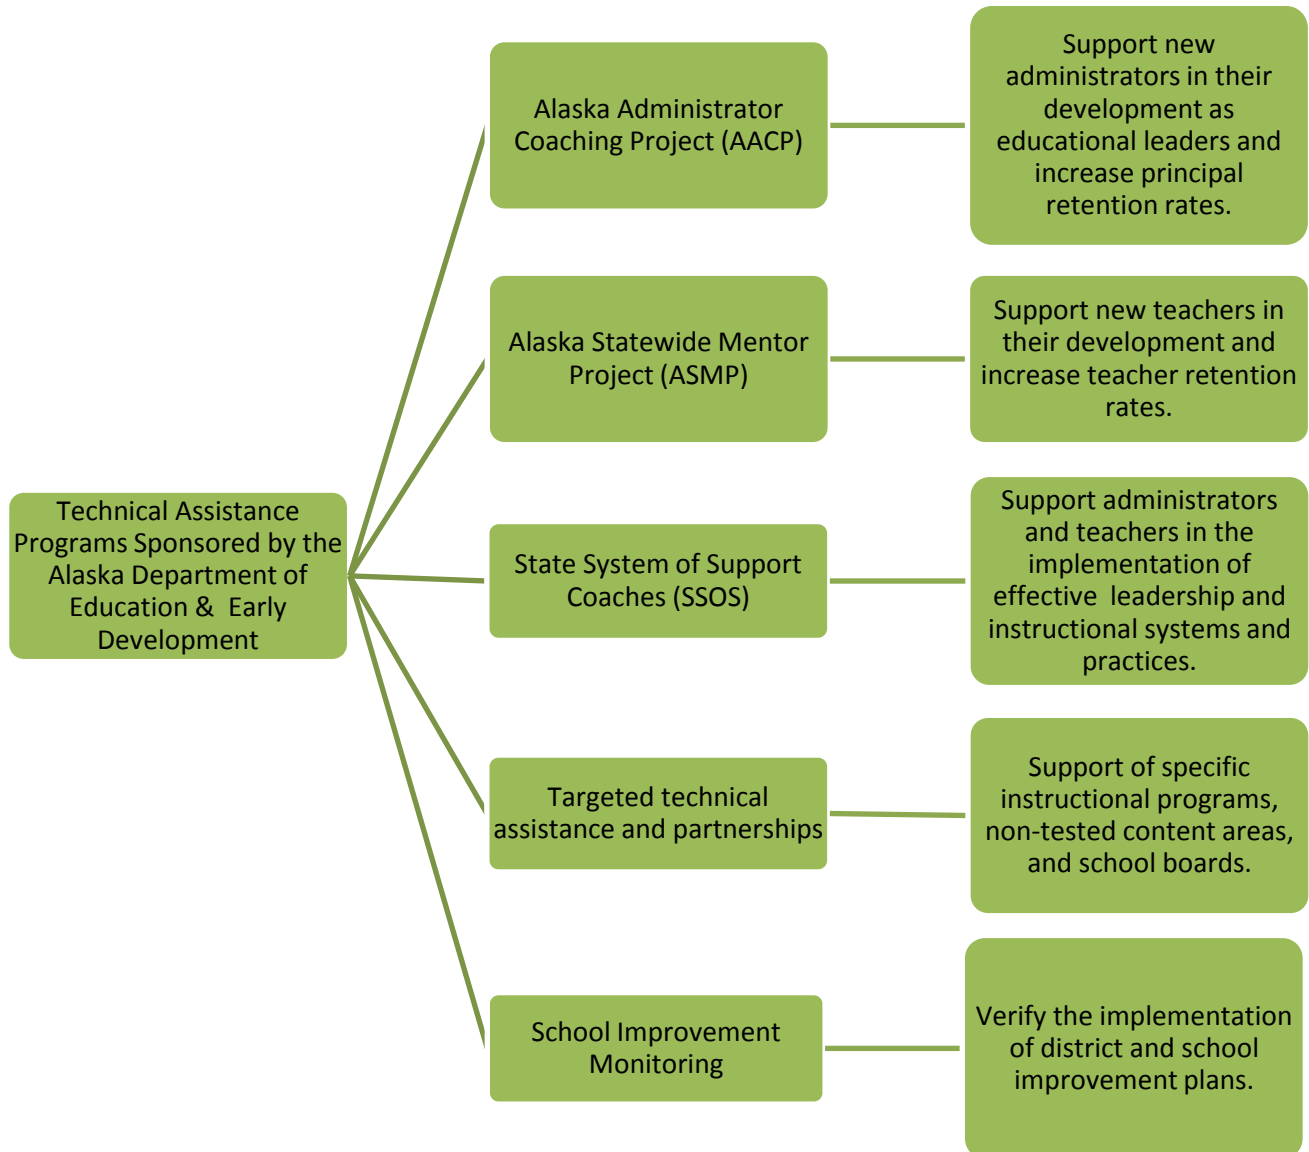 Technical Assistance
Programs Sponsored by the
Alaska Department of
Education &  Early
Development
Alaska Administrator
Coaching Project (AACP)
Support new
administrators in their
development as
educational leaders and
increase principal
retention rates.
Alaska Statewide Mentor
Project (ASMP)
Support new teachers in
their development and
increase teacher retention
rates.
State System of Support
Coaches (SSOS)
Support administrators
and teachers in the
implementation of
effective  leadership and
instructional systems and
practices.
Targeted technical
assistance and partnerships
Support of specific
instructional programs,
non-tested content areas,
and school boards.
School Improvement
Monitoring
Verify the implementation
of district and school
improvement plans.